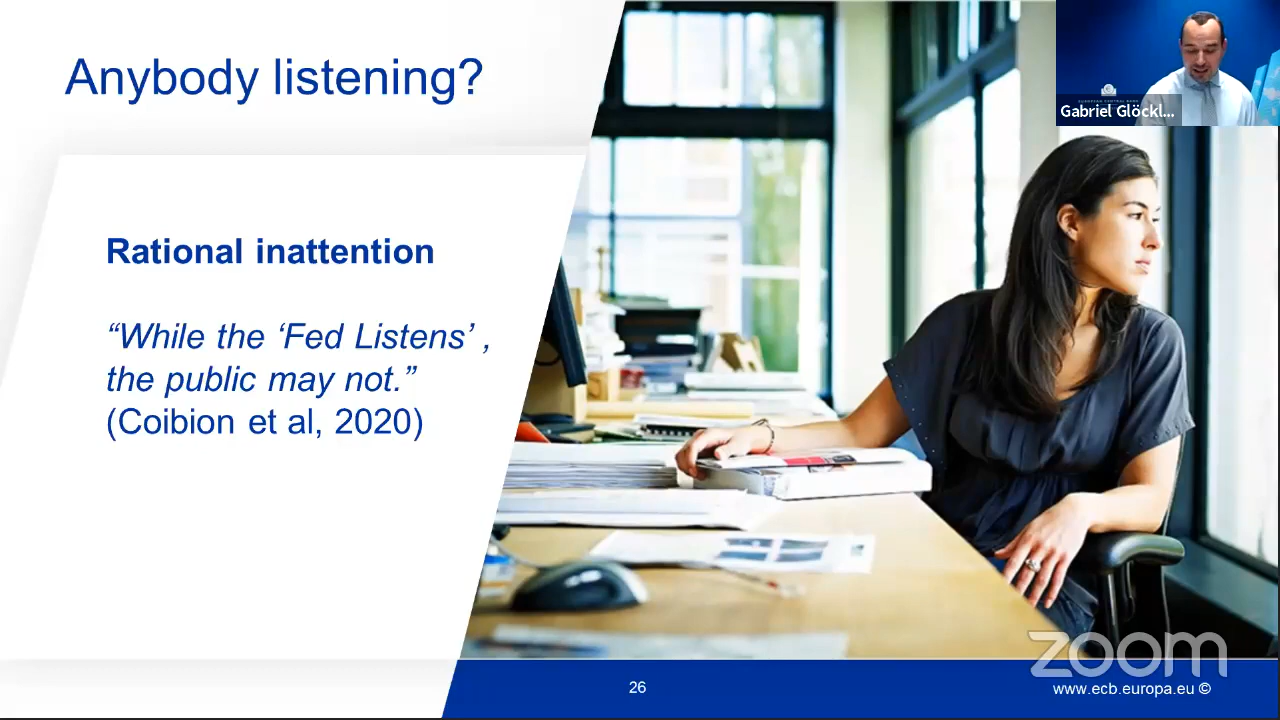 Anybody listening?
Gabriel Glöckl...
Rational inattention
“While the ‘Fed Listens’ ,
the public may not.”
(Coibion et al, 2020)
zoom
26
www.ecb.europa.eu ©